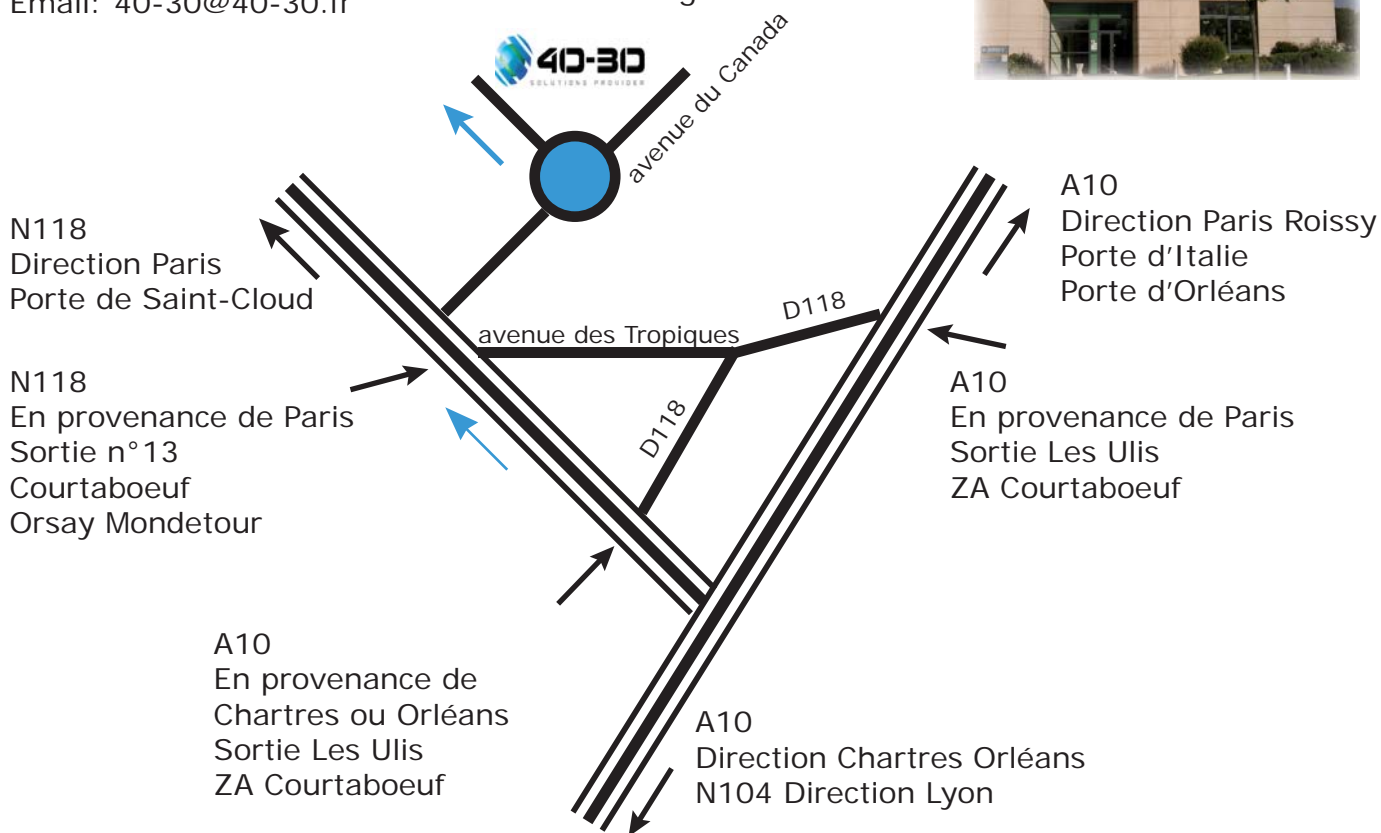 Email: 40-30@40-30.fr
40-30
SOLUTIONS PROVIDER
avenue du Canada
N118
Direction Paris
Porte de Saint-Cloud
A10
Direction Paris Roissy
Porte d'Italie
Porte d'Orléans
D118
avenue des Tropiques
N118
En provenance de Paris
Sortie n°13
Courtaboeuf
Orsay Mondetour
D118
A10
En provenance de Paris
Sortie Les Ulis
ZA Courtaboeuf
A10
En provenance de
Chartres ou Orléans
Sortie Les Ulis
ZA Courtaboeuf
A10
Direction Chartres Orléans
N104 Direction Lyon